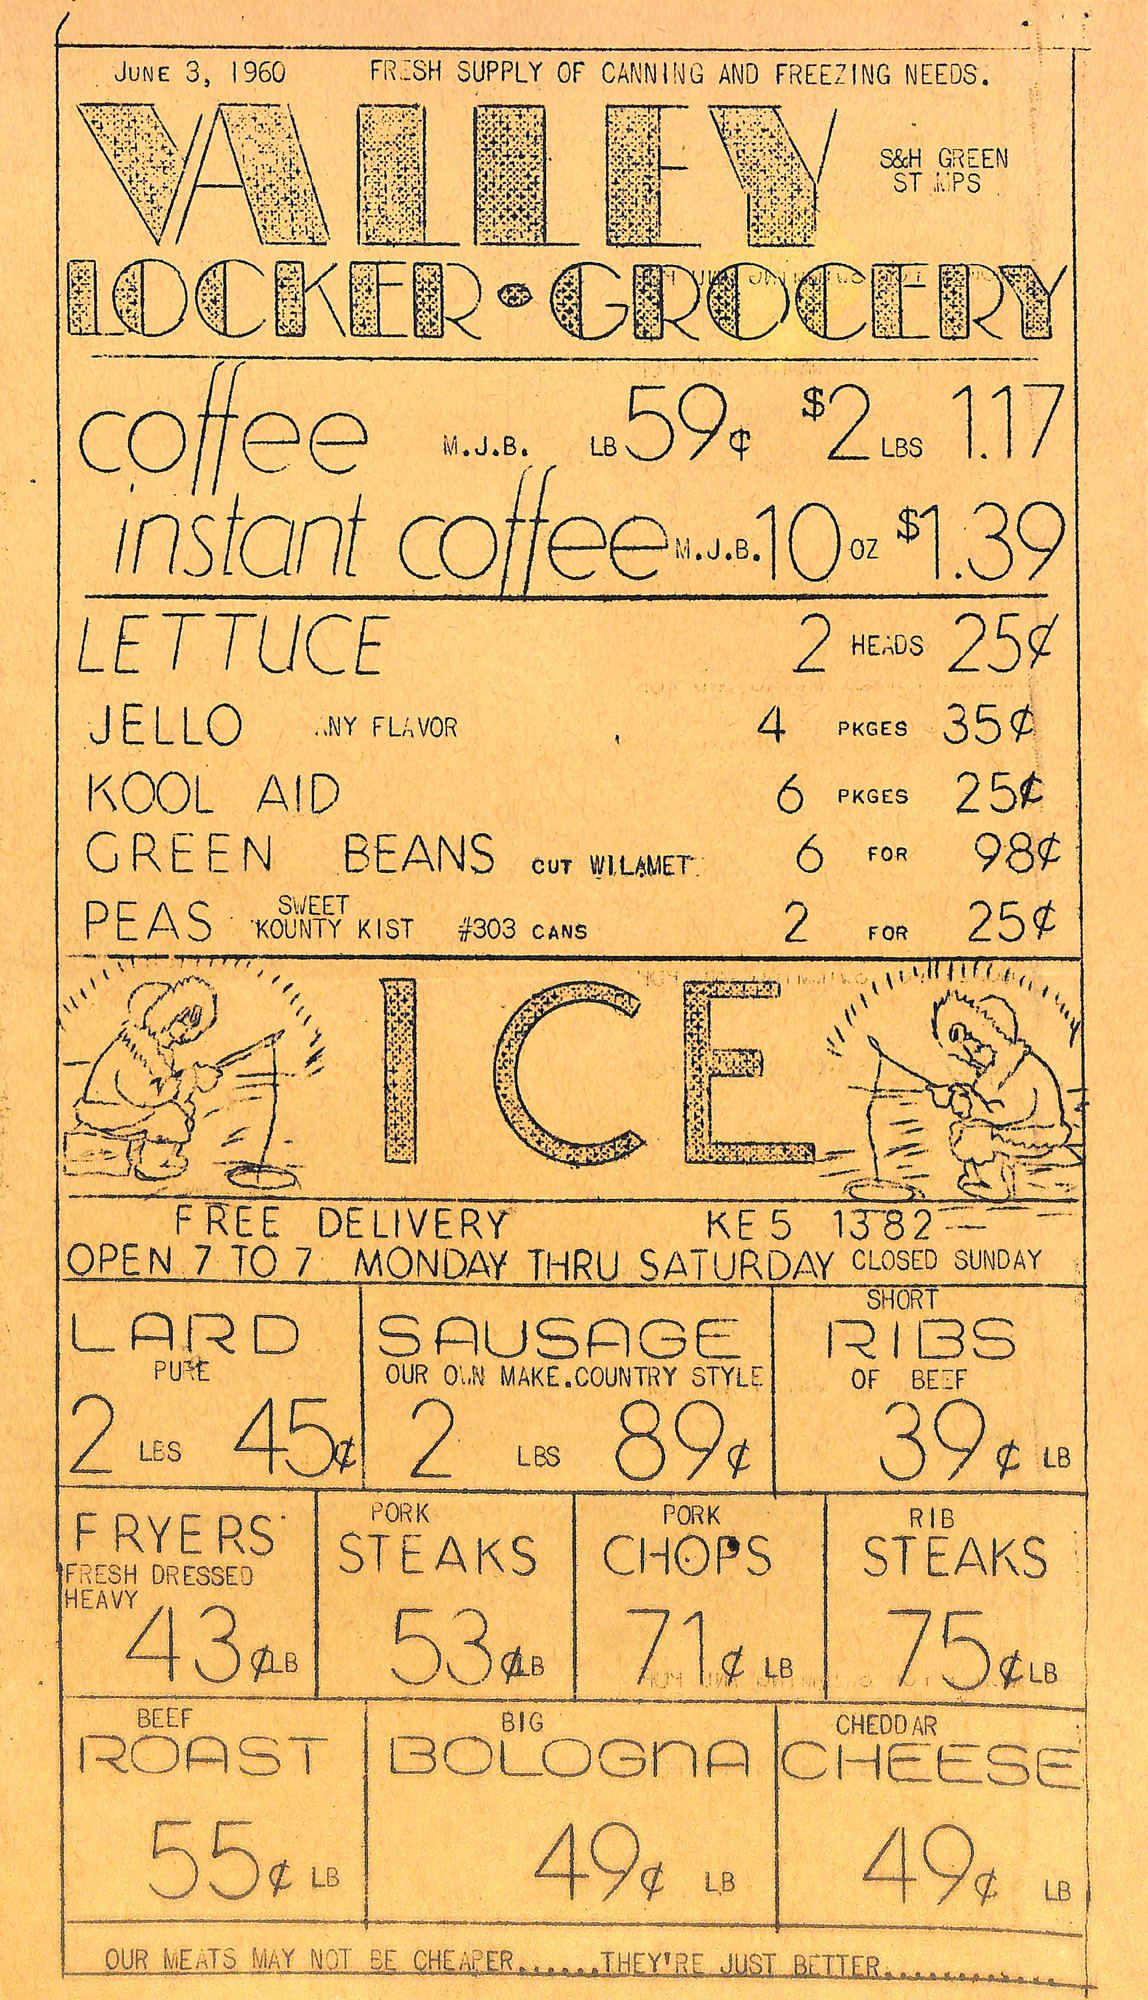 JUNE 3, 1960 FRESH SUPPLY OF CANNING AND FREEZING NEEDS.
VALLEY
S&H GREEN
STAMPS
LOCKER • GROCERY
coffee M.J.B. LB 59¢ $2 LBS 1.17
instant coffee M.J.B. 10 OZ $1.39
LETTUCE 2 HEADS 25¢
JELLO ANY FLAVOR 4 PKGES 35¢
KOOL AID 6 PKGES 25¢
GREEN BEANS CUT WILAMET 6 FOR 98¢
PEAS SWEET KOUNTY KIST #303 CANS 2 FOR 25¢
ICE
FREE DELIVERY KE 5 1382
OPEN 7 TO 7 MONDAY THRU SATURDAY CLOSED SUNDAY
LARD
PURE
2 LBS 45¢
SAUSAGE
OUR OWN MAKE.COUNTRY STYLE
2 LBS 89¢
SHORT
RIBS
OF BEEF
39¢ LB
FRYERS
FRESH DRESSED
HEAVY
43¢ LB
PORK
STEAKS
53¢ LB
PORK
CHOPS
71¢ LB
RIB
STEAKS
75¢ LB
BEEF
ROAST
55¢ LB
BIG
BOLOGNA
49¢ LB
CHEDDAR
CHEESE
49¢ LB
OUR MEATS MAY NOT BE CHEAPER......THEY'RE JUST BETTER.............